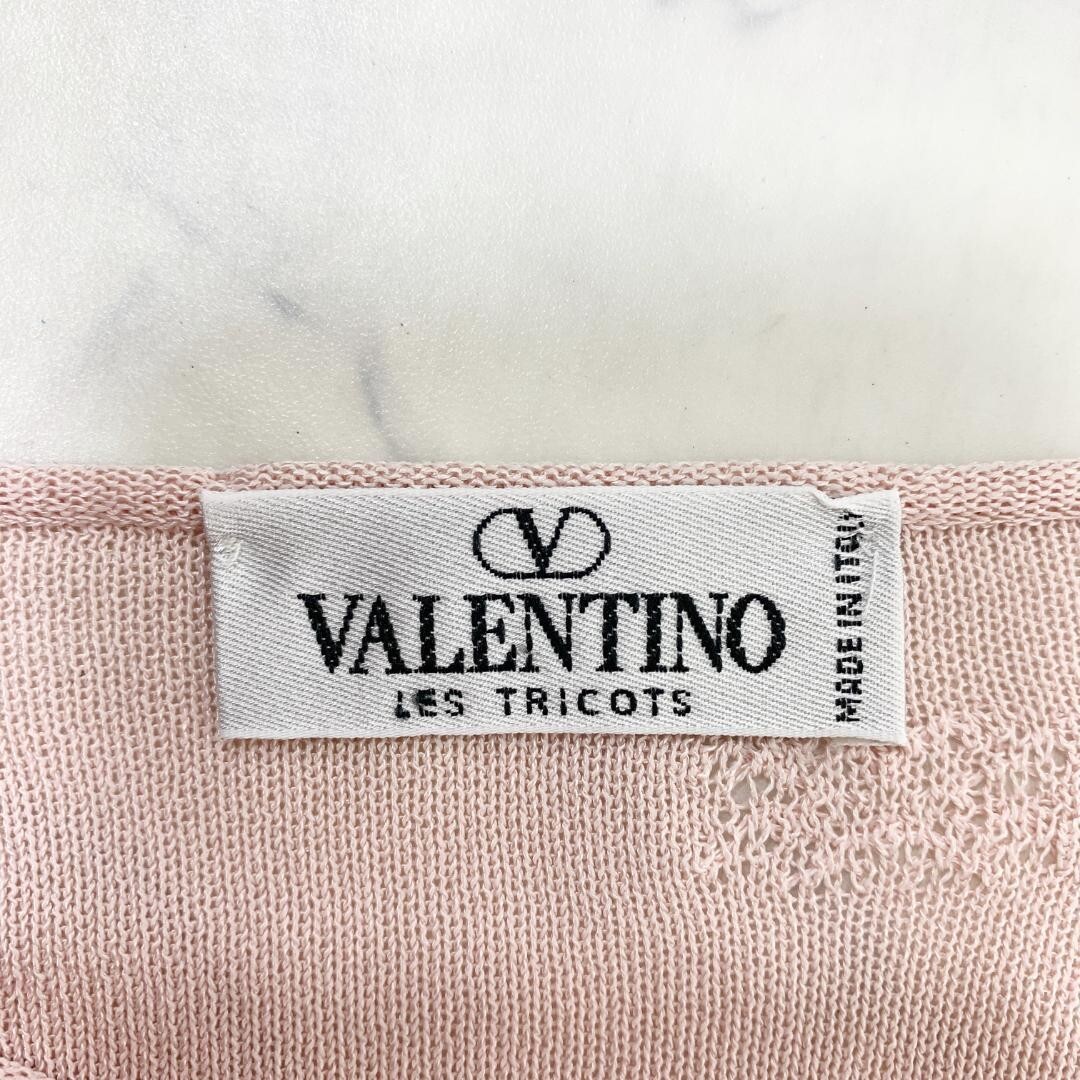 V
VALENTINO
LES TRICOTS
MADE IN ITALY